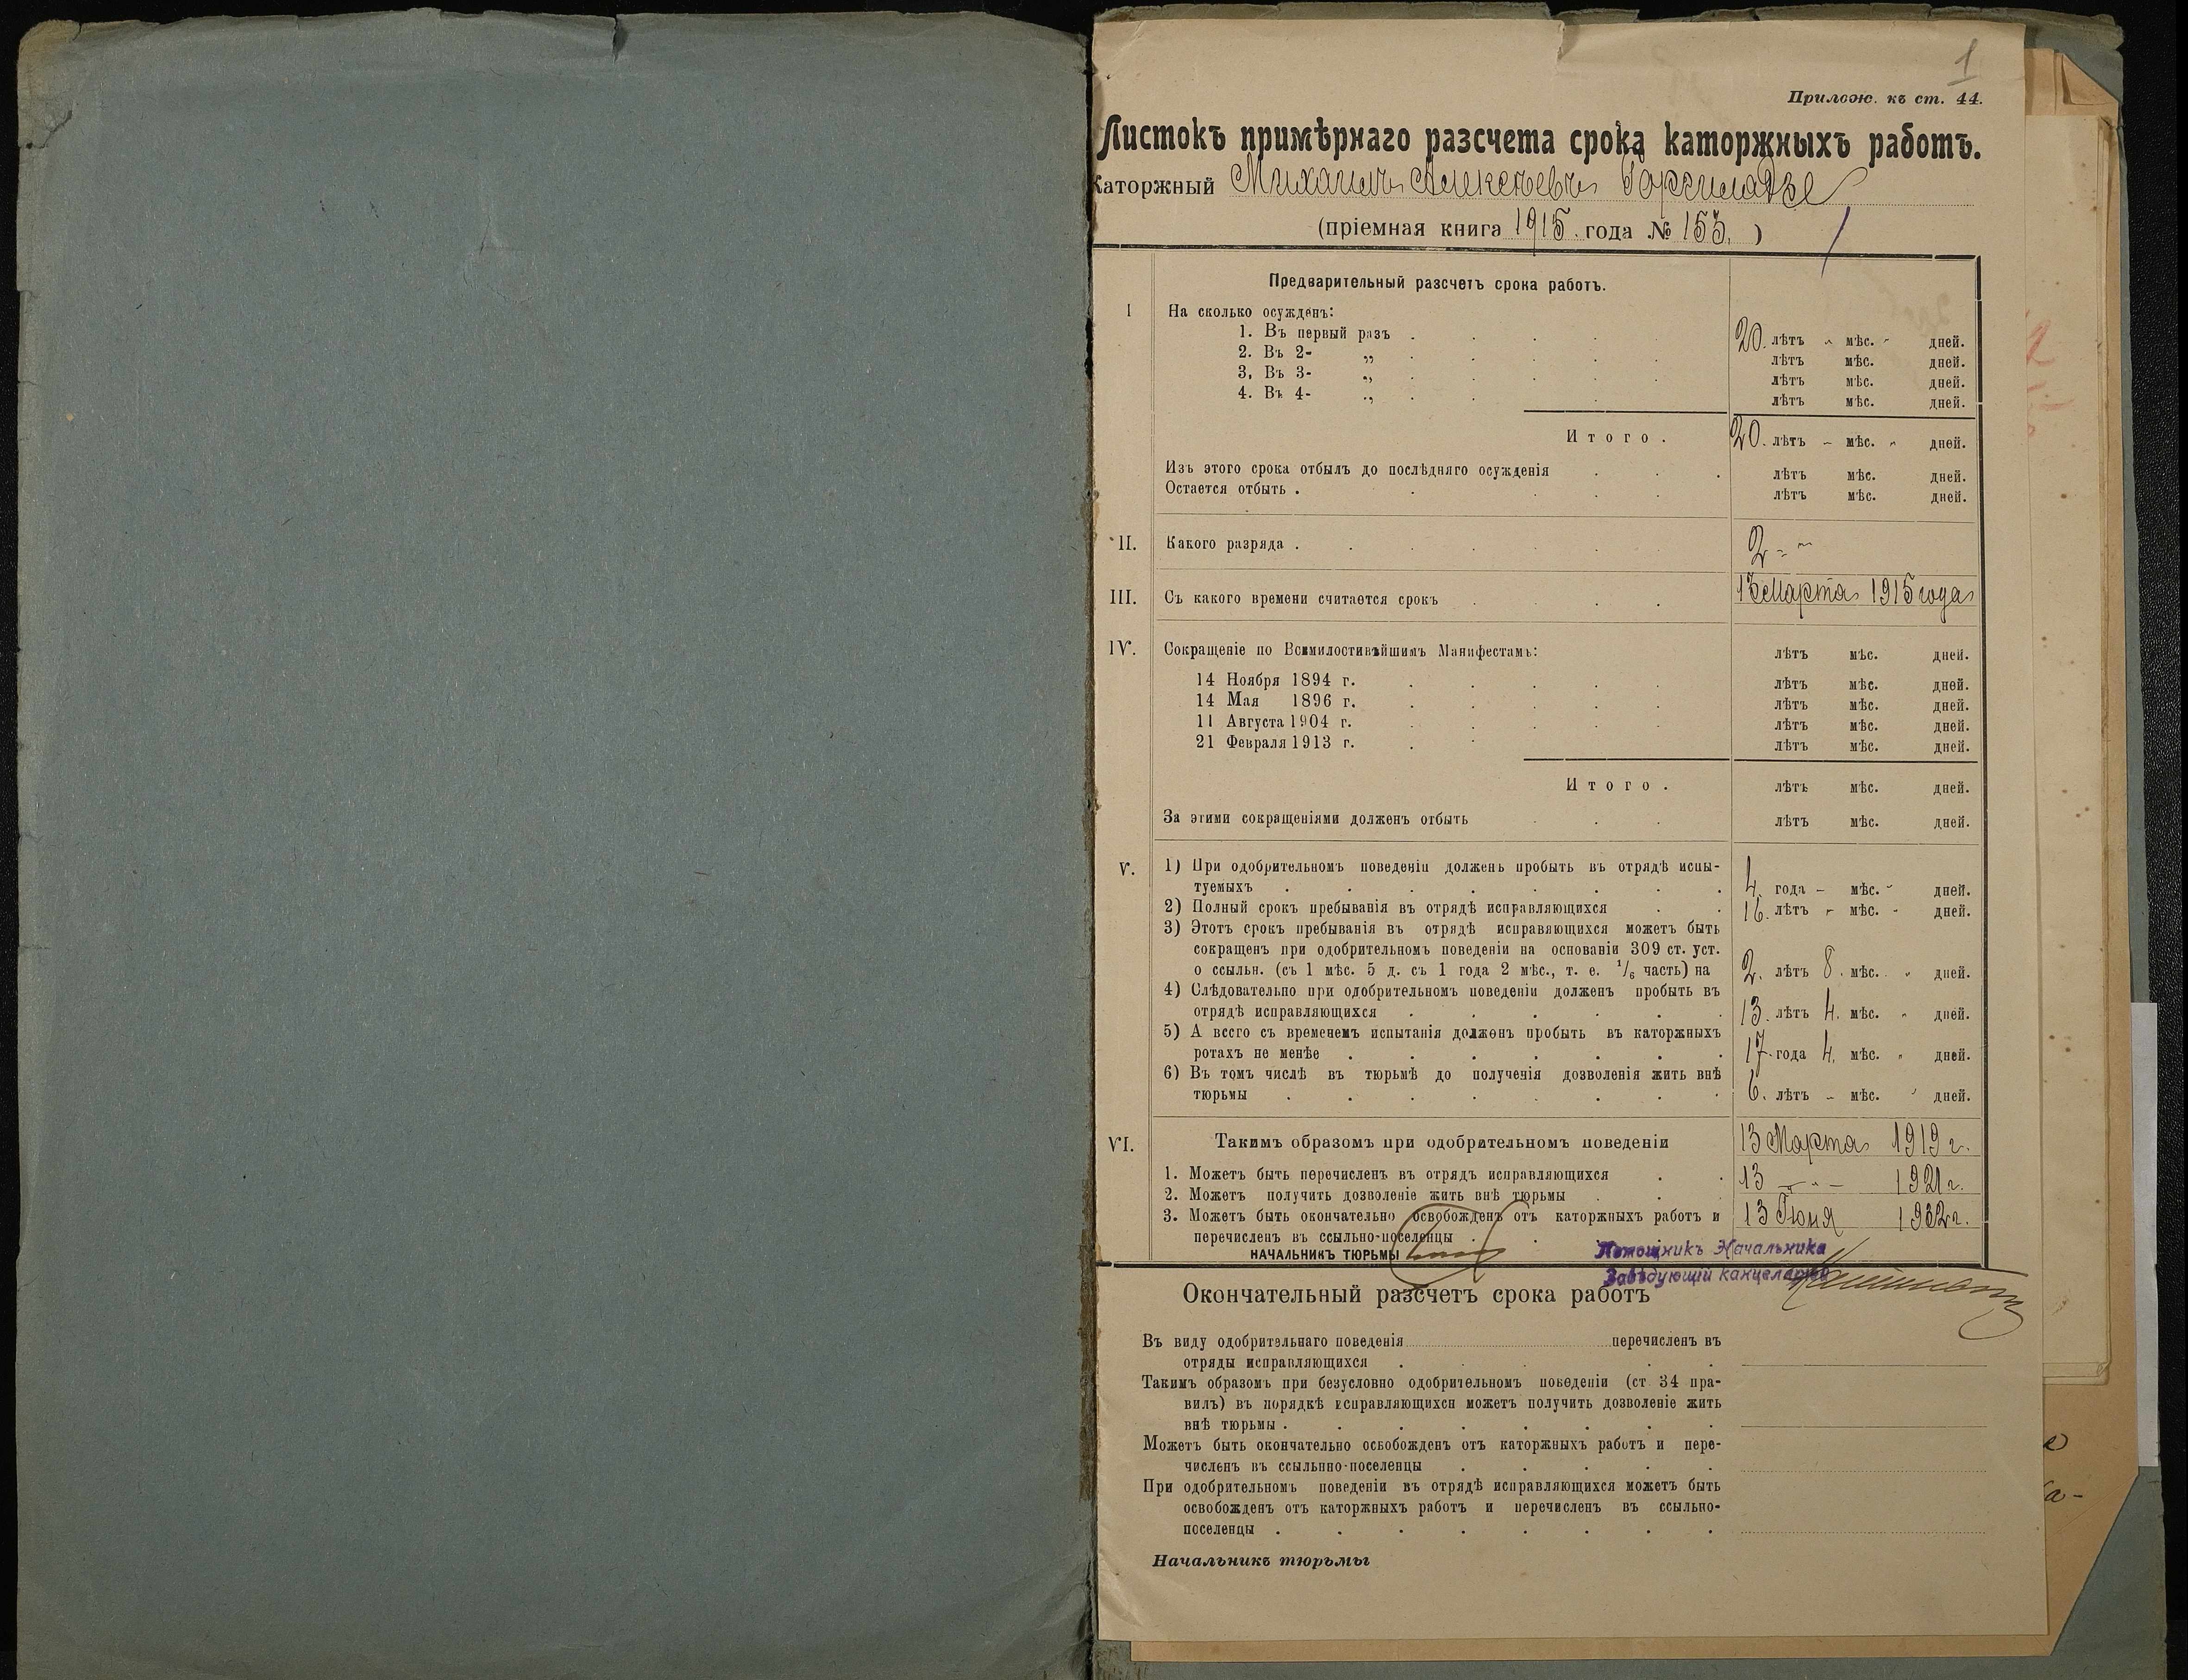 1
Прилож. къ ст. 44.
Листокъ примѣрнаго разсчета срока каторжныхъ работъ.
Каторжный Михаилъ Алексѣевъ Горгиладзе
(пріемная книга 1915 года № 153. )
Предварительный разсчетъ срока работъ.
I На сколько осужденъ:
1. Въ первый разъ . . . . . 20. лѣтъ „ мѣс. „ дней.
2. Въ 2- „ . . . . . лѣтъ мѣс. дней.
3, Въ 3- „ . . . . . лѣтъ мѣс. дней.
4. Въ 4- „ . . . лѣтъ мѣс. дней.
Итого. 20. лѣтъ – мѣс. „ дней.
Изъ этого срока отбылъ до послѣдняго осужденія . . . лѣтъ мѣс. дней.
Остается отбыть . . . . . лѣтъ мѣс. дней.
II. Какого разряда . . . . . . 2 - „
III. Съ какого времени считается срокъ . . . 13 Марта 1915 года
IV. Сокращеніе по Всемилостивѣйшимъ Манифестамъ: лѣтъ мѣс. дней.
14 Ноября 1894 г. . . . . . лѣтъ мѣс. дней.
14 Мая 1896 г. . . . . . лѣтъ мѣс. дней.
11 Августа 1904 г. . . . . . лѣтъ мѣс. дней.
21 Февраля 1913 г. . . лѣтъ мѣс. дней.
Итого. лѣтъ мѣс. дней.
За этими сокращеніями долженъ отбыть . . . лѣтъ мѣс. дней.
V. 1) При одобрительномъ поведеніи долженъ пробыть въ отрядѣ испы-
туемыхъ . . . . . . . . 4. года – мѣс. „ дней.
2) Полный срокъ пребыванія въ отрядѣ исправляющихся . . 16. лѣтъ „ мѣс. „ дней.
3) Этотъ срокъ пребыванія въ отрядѣ исправяющихся можетъ быть
сокращенъ при одобрительномъ поведеніи на основаніи 309 ст. уст.
о ссыльн. (съ 1 мѣс. 5 д. съ 1 года 2 мѣс., т. е. 1/6 часть) на 2. лѣтъ 8. мѣс. „ дней.
4) Слѣдовательно при одобрительномъ поведеніи долженъ пробыть въ
отрядѣ исправляющихся . . . . . . 13. лѣтъ 4. мѣс. „ дней.
5) А всего съ временемъ испытанія долженъ пробыть въ каторжныхъ
ротахъ не менѣе . . . . . . . 17. года 4. мѣс. „ дней.
6) Въ томъ числѣ въ тюрьмѣ до полученія дозволенія жить внѣ
тюрьмы . . . . . . . . 6. лѣтъ – мѣс. „ дней.
VI. Такимъ образомъ при одобрительномъ поведеніи 13 Марта 1919 г.
1. Можетъ быть перечисленъ въ отрядъ исправляющихся . . 13 – „ – 1921 г.
2. Можетъ получить дозволеніе жить внѣ тюрьмы . . .
3. Можетъ быть окончательно освобожденъ отъ каторжныхъ работъ и 13 Іюня 1932 г.
перечисленъ въ ссыльно-поселенцы . . . .
НАЧАЛЬНИКЪ ТЮРЬМЫ Помощникъ Начальника
Завѣдующій канцеляріей
Окончательный разсчетъ срока работъ
Въ виду одобрительнаго поведенія перечисленъ въ
отряды исправляющихся . . . .
Такимъ образомъ при безусловно одобрительномъ поведеніи (ст. 34 пра-
вилъ) въ порядкѣ исправляющихся можетъ получить дозволеніе жить
внѣ тюрьмы . . . . . . . .
Можетъ быть окончательно освобожденъ отъ каторжныхъ работъ и пере-
численъ въ ссыльнно-поселенцы . . . . .
При одобрительномъ поведеніи въ отрядѣ исправляющихся можетъ быть
освобожденъ отъ каторжныхъ работъ и перечисленъ въ ссыльно-
поселенцы . . . . . . . .
Начальникъ тюрьмы